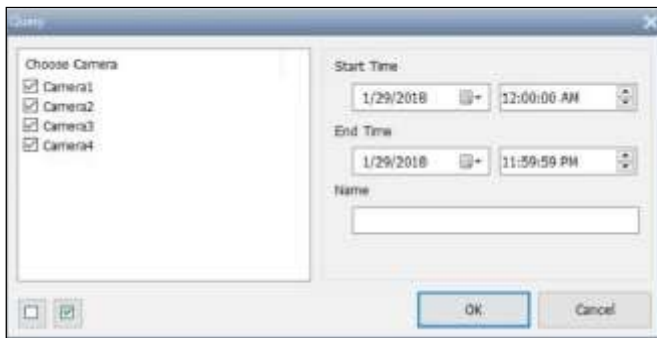 Query
Choose Camera
Camera1
Camera2
Camera3
Camera4
Start Time
1/29/2018
12:00:00 AM
End Time
1/29/2018
11:59:59 PM
Name
OK
Cancel